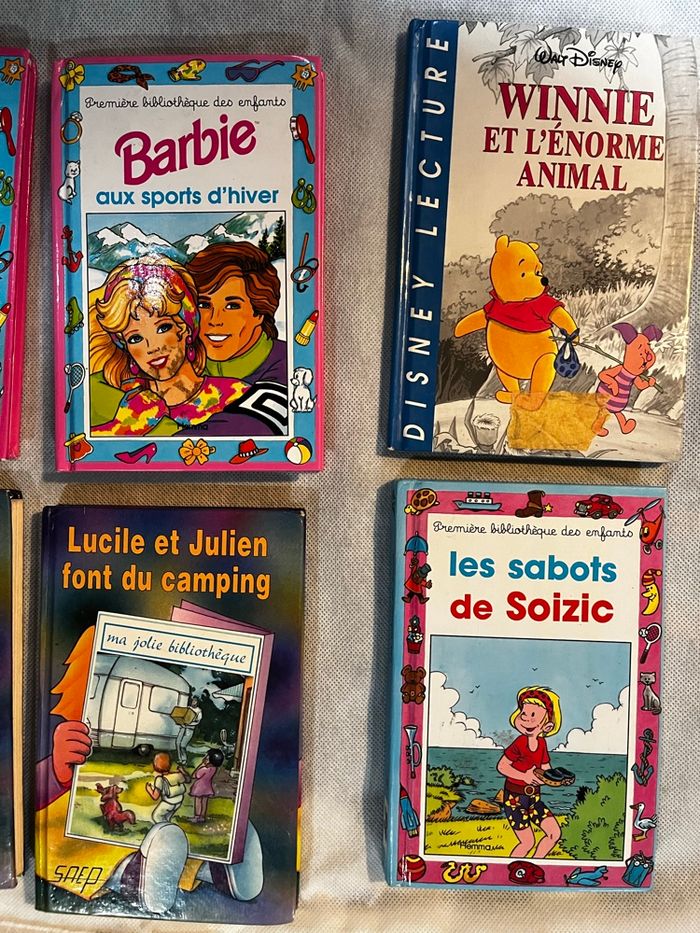 Première bibliothèque des enfants
Barbie™
aux sports d'hiver
Hemma
DISNEY LECTURE
WALT DISNEY
WINNIE
ET L'ÉNORME
ANIMAL
Lucile et Julien
font du camping
ma jolie bibliothèque
SAEP
Première bibliothèque des enfants
les sabots
de Soizic
Hemma